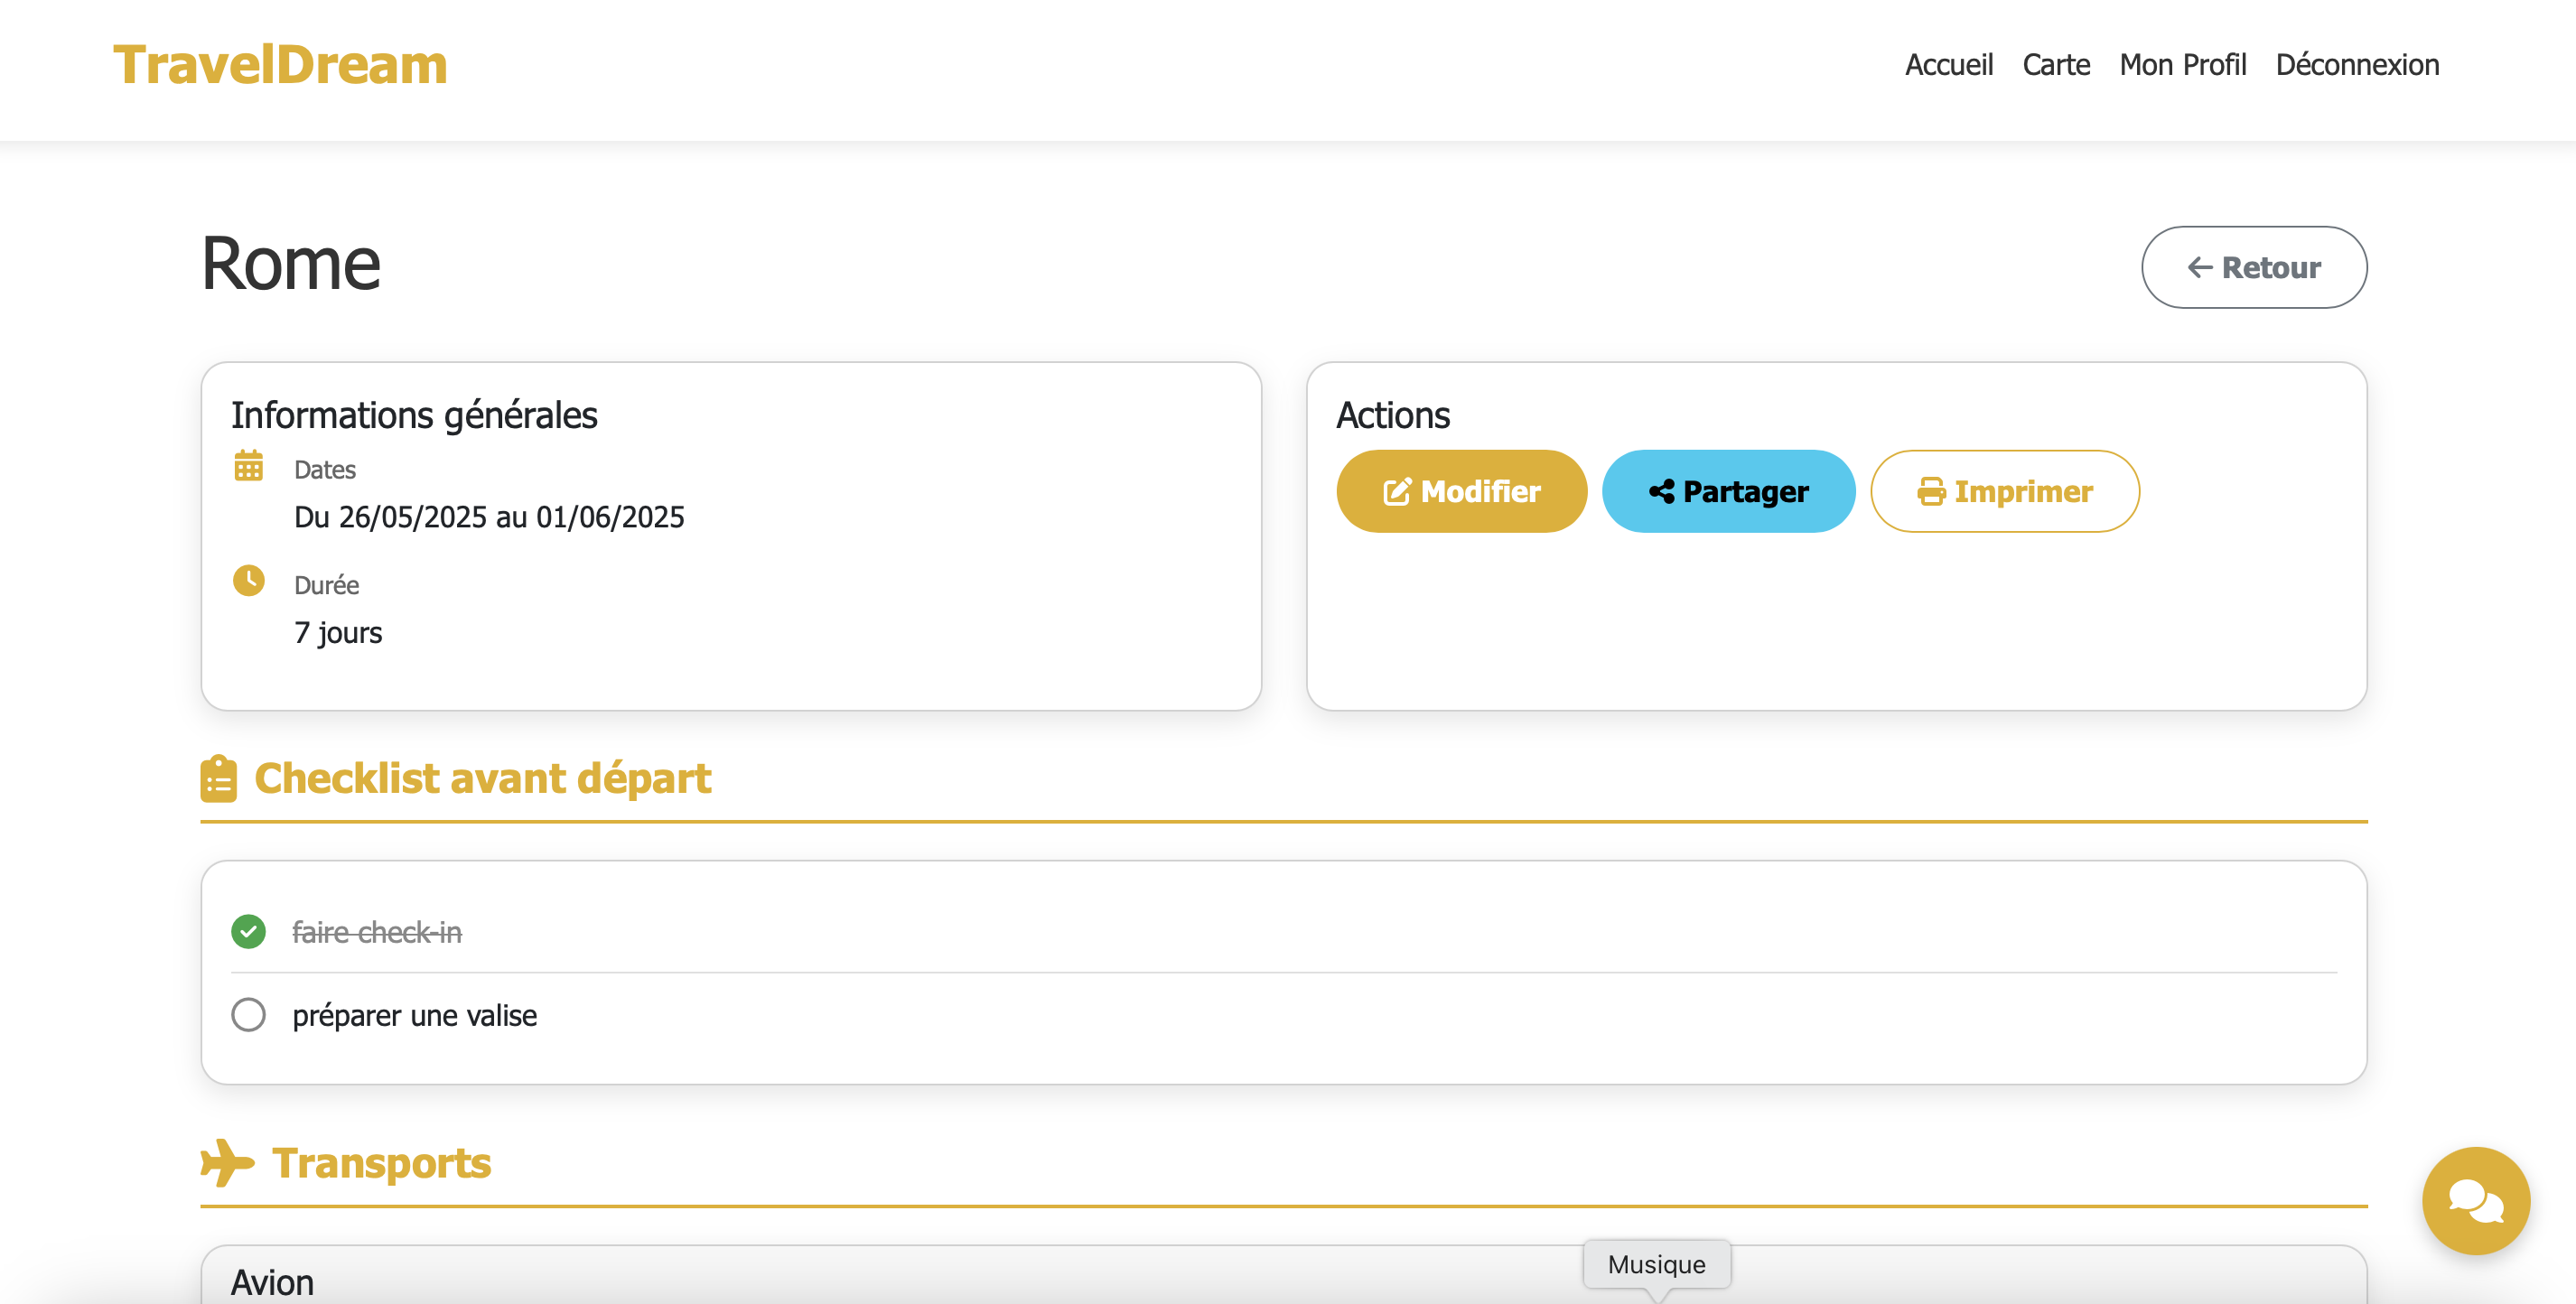 TravelDream
Accueil Carte Mon Profil Déconnexion
Rome
Retour
Informations générales
Dates
Du 26/05/2025 au 01/06/2025
Durée
7 jours
Actions
Modifier Partager Imprimer
Checklist avant départ
faire check-in
préparer une valise
Transports
Avion
Musique